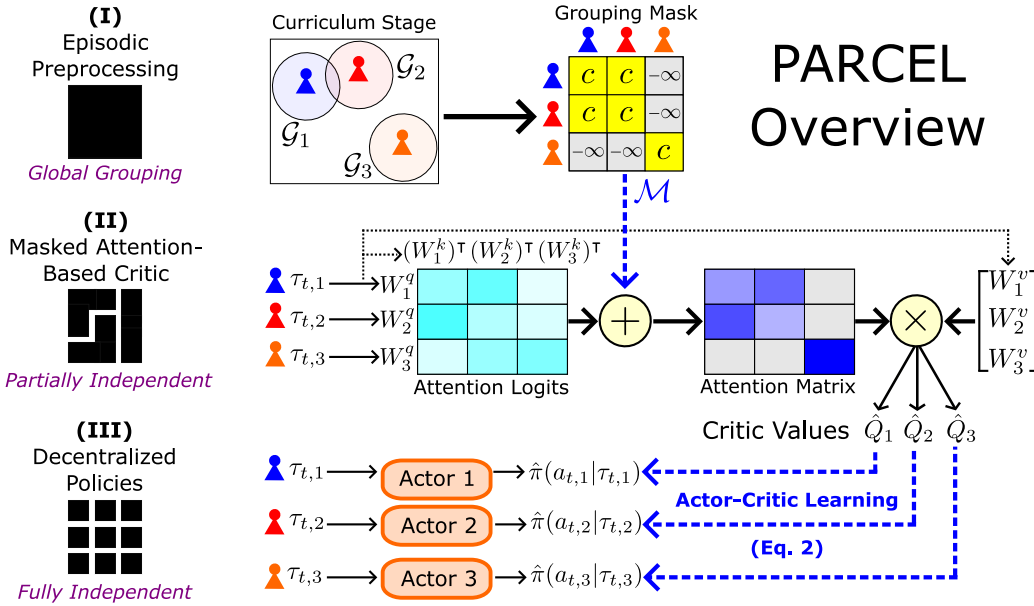 (I)
Episodic
Preprocessing
Global Grouping
Curriculum Stage
𝒢₁
𝒢₂
𝒢₃
Grouping Mask
c c −∞
c c −∞
−∞ −∞ c
ℳ
PARCEL
Overview
(II)
Masked Attention-
Based Critic
Partially Independent
(W₁ᵏ)ᵀ (W₂ᵏ)ᵀ (W₃ᵏ)ᵀ
τₜ,₁ W₁^q
τₜ,₂ W₂^q
τₜ,₃ W₃^q
Attention Logits
+
Attention Matrix
×
W₁ᵛ
W₂ᵛ
W₃ᵛ
Critic Values Q̂₁ Q̂₂ Q̂₃
(III)
Decentralized
Policies
Fully Independent
τₜ,₁ Actor 1 π̂(aₜ,₁|τₜ,₁)
Actor-Critic Learning
τₜ,₂ Actor 2 π̂(aₜ,₂|τₜ,₂)
(Eq. 2)
τₜ,₃ Actor 3 π̂(aₜ,₃|τₜ,₃)